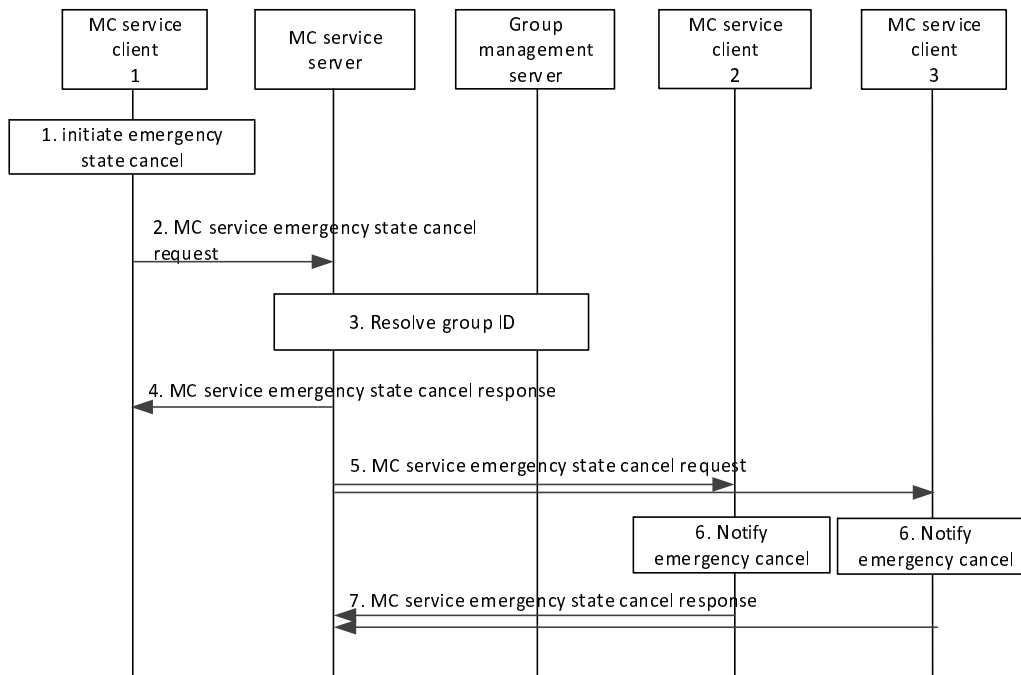 MC service
client
1
MC service
server
Group
management
server
MC service
client
2
MC service
client
3
1. initiate emergency
state cancel
2. MC service emergency state cancel
request
3. Resolve group ID
4. MC service emergency state cancel response
5. MC service emergency state cancel request
6. Notify
emergency cancel
6. Notify
emergency cancel
7. MC service emergency state cancel response